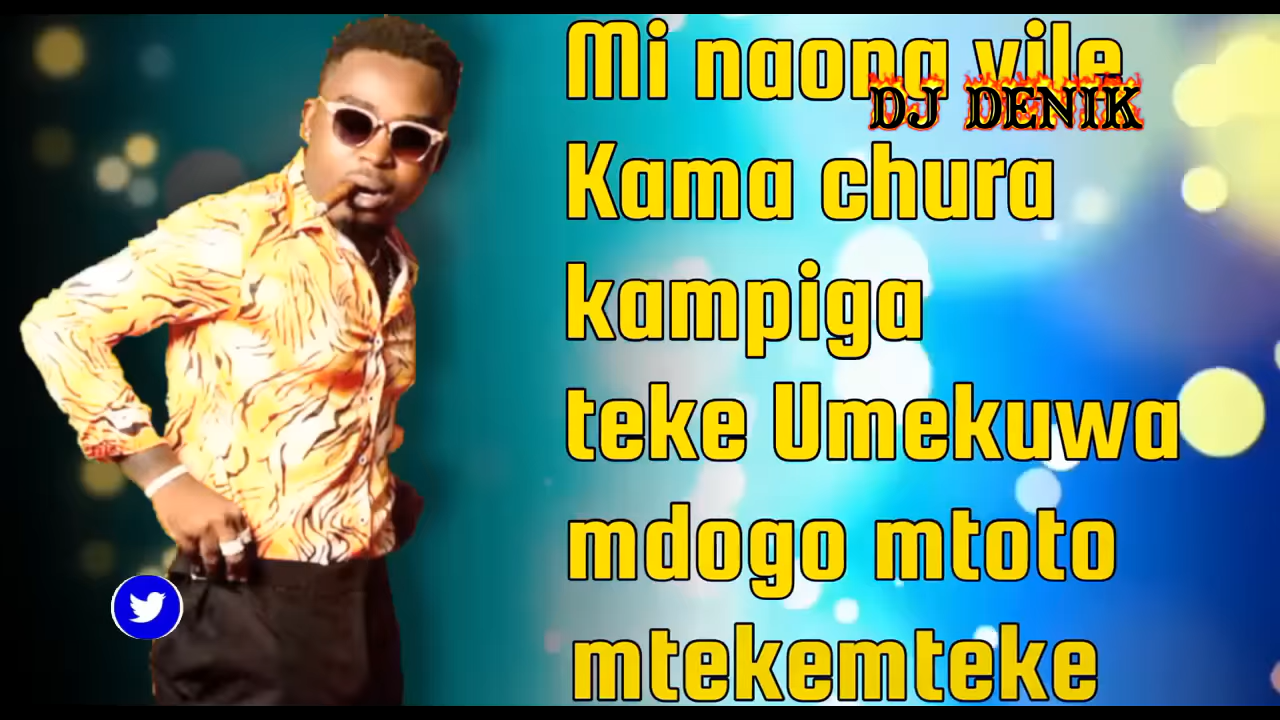 Mi naona vile
DJ DENIK
Kama chura
kampiga
teke Umekuwa
mdogo mtoto
mtekemteke